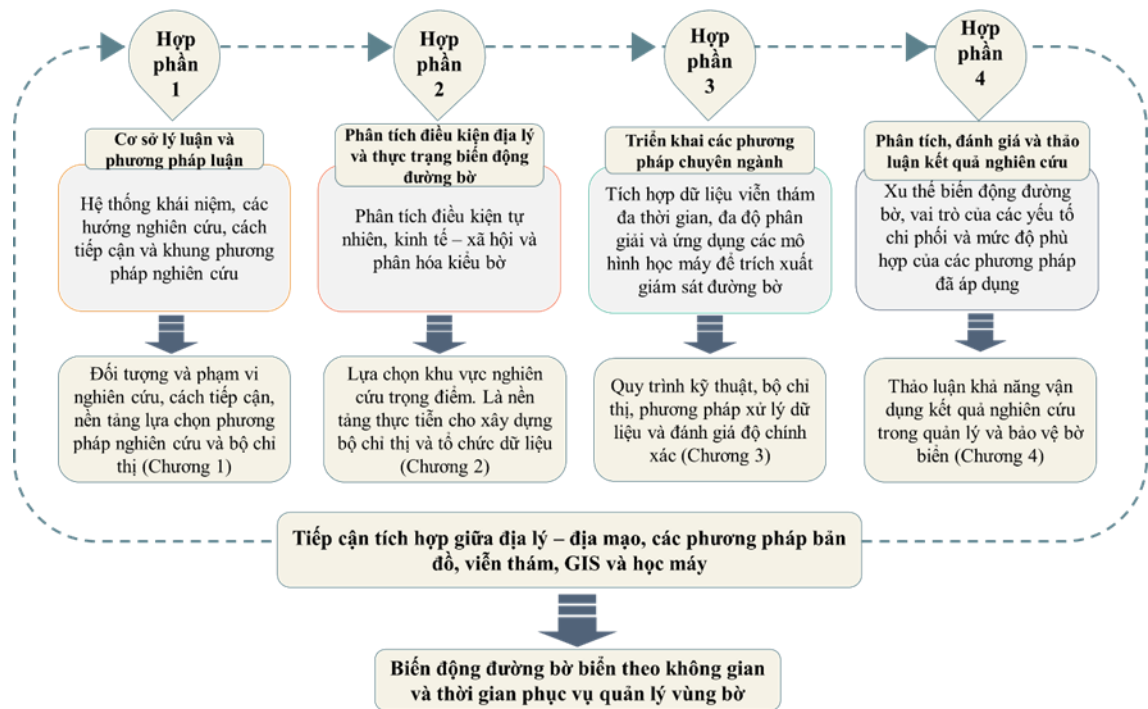 Hợp
phần
1
Hợp
phần
2
Hợp
phần
3
Hợp
phần
4
Cơ sở lý luận và
phương pháp luận
Hệ thống khái niệm, các
hướng nghiên cứu, cách
tiếp cận và khung phương
pháp nghiên cứu
Đối tượng và phạm vi
nghiên cứu, cách tiếp cận,
nền tảng lựa chọn phương
pháp nghiên cứu và bộ chỉ
thị (Chương 1)
Phân tích điều kiện địa lý
và thực trạng biến động
đường bờ
Phân tích điều kiện tự
nhiên, kinh tế – xã hội và
phân hóa kiểu bờ
Lựa chọn khu vực nghiên
cứu trọng điểm. Là nền
tảng thực tiễn cho xây dựng
bộ chỉ thị và tổ chức dữ liệu
(Chương 2)
Triển khai các phương
pháp chuyên ngành
Tích hợp dữ liệu viễn thám
đa thời gian, đa độ phân
giải và ứng dụng các mô
hình học máy để trích xuất
giám sát đường bờ
Quy trình kỹ thuật, bộ chỉ
thị, phương pháp xử lý dữ
liệu và đánh giá độ chính
xác (Chương 3)
Phân tích, đánh giá và thảo
luận kết quả nghiên cứu
Xu thế biến động đường
bờ, vai trò của các yếu tố
chi phối và mức độ phù
hợp của các phương pháp
đã áp dụng
Thảo luận khả năng vận
dụng kết quả nghiên cứu
trong quản lý và bảo vệ bờ
biển (Chương 4)
Tiếp cận tích hợp giữa địa lý – địa mạo, các phương pháp bản
đồ, viễn thám, GIS và học máy
Biến động đường bờ biển theo không gian
và thời gian phục vụ quản lý vùng bờ